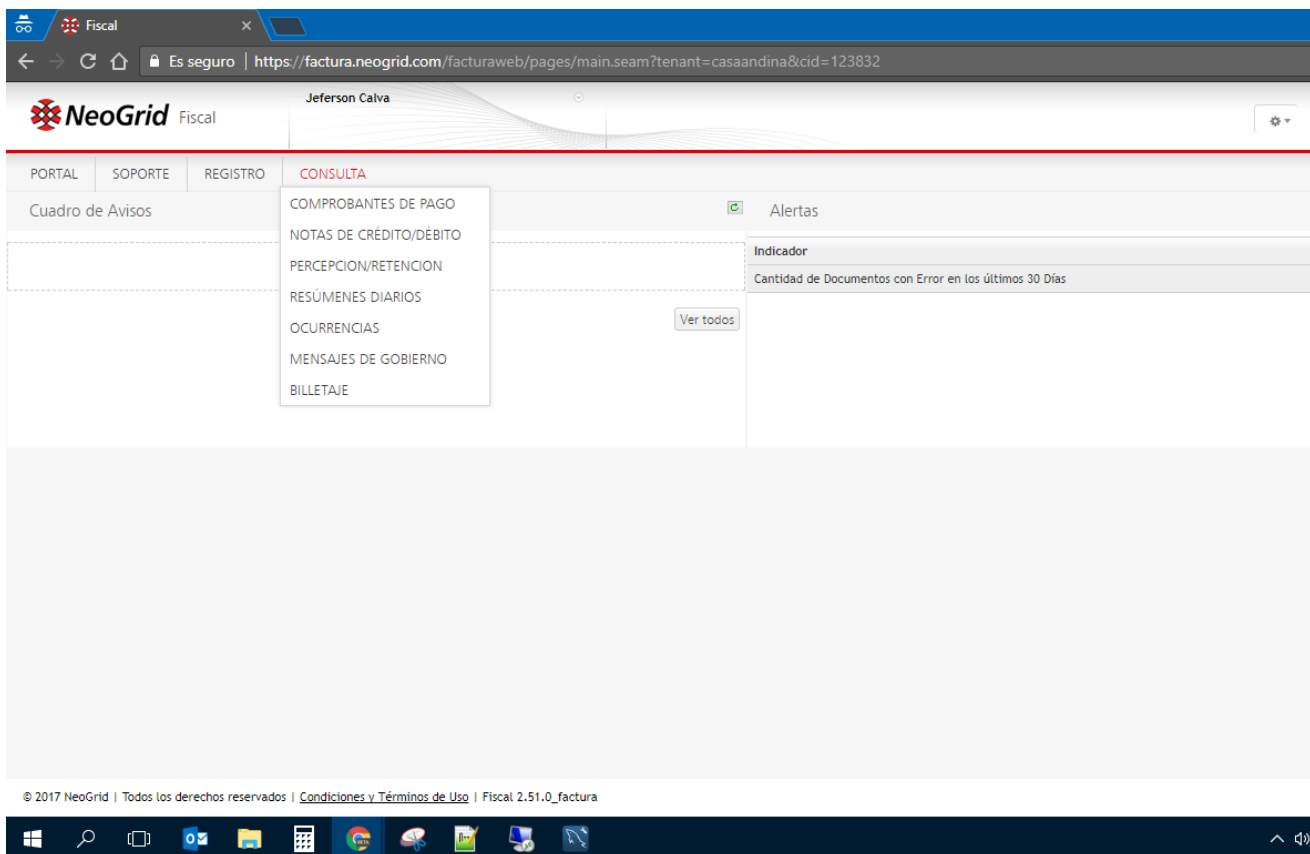 Fiscal
Es seguro | https://factura.neogrid.com/facturaweb/pages/main.seam?tenant=casaandina&cid=123832
NeoGrid Fiscal
Jeferson Calva
PORTAL SOPORTE REGISTRO CONSULTA
Cuadro de Avisos
COMPROBANTES DE PAGO
NOTAS DE CRÉDITO/DÉBITO
PERCEPCION/RETENCION
RESÚMENES DIARIOS
OCURRENCIAS
MENSAJES DE GOBIERNO
BILLETAJE
Ver todos
Alertas
Indicador
Cantidad de Documentos con Error en los últimos 30 Días
© 2017 NeoGrid | Todos los derechos reservados | Condiciones y Términos de Uso | Fiscal 2.51.0_factura